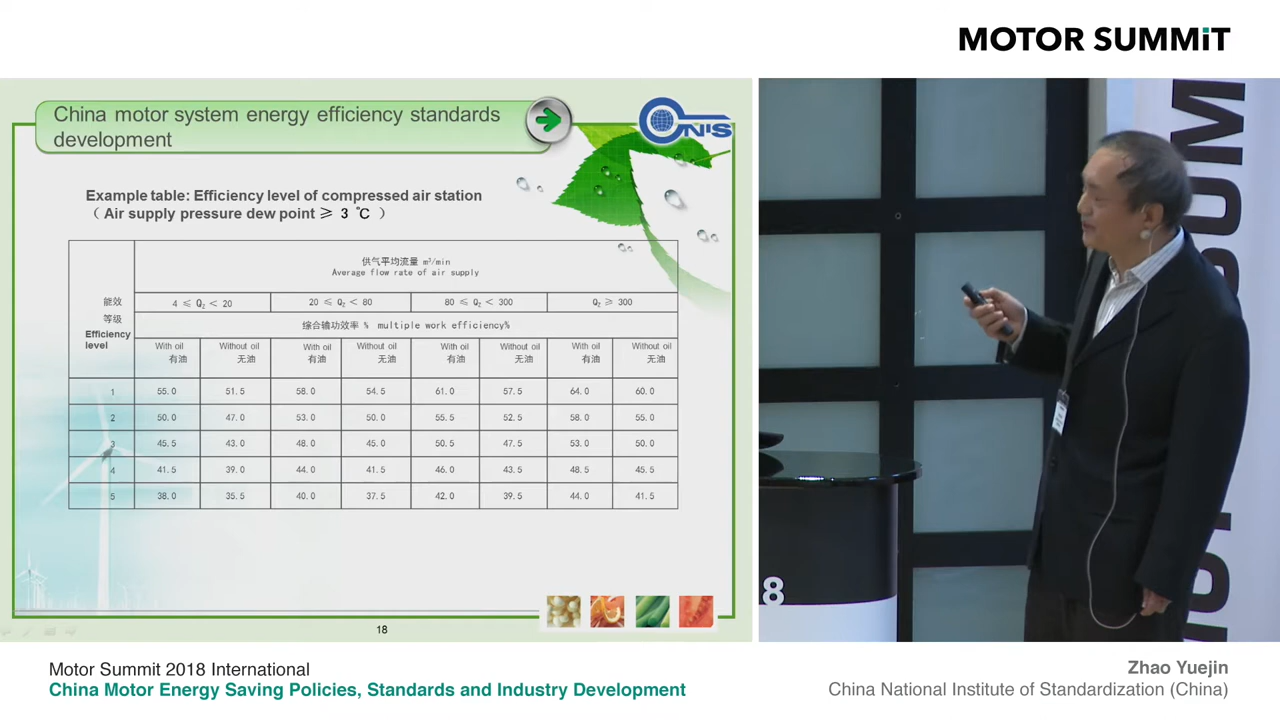 MOTOR SUMMiT
China motor system energy efficiency standards
development
CNIS
Example table: Efficiency level of compressed air station
( Air supply pressure dew point ≥ 3 ℃ )
供气平均流量 m³/min
Average flow rate of air supply
能效
等级
Efficiency
level
4 ≤ Qz < 20 20 ≤ Qz < 80 80 ≤ Qz < 300 Qz ≥ 300
综合输功效率 % multiple work efficiency%
With oil Without oil With oil Without oil With oil Without oil With oil Without oil
有油 无油 有油 无油 有油 无油 有油 无油
1 55.0 51.5 58.0 54.5 61.0 57.5 64.0 60.0
2 50.0 47.0 53.0 50.0 55.5 52.5 58.0 55.0
3 45.5 43.0 48.0 45.0 50.5 47.5 53.0 50.0
4 41.5 39.0 44.0 41.5 46.0 43.5 48.5 45.5
5 38.0 35.5 40.0 37.5 42.0 39.5 44.0 41.5
18
8
Motor Summit 2018 International
China Motor Energy Saving Policies, Standards and Industry Development
Zhao Yuejin
China National Institute of Standardization (China)